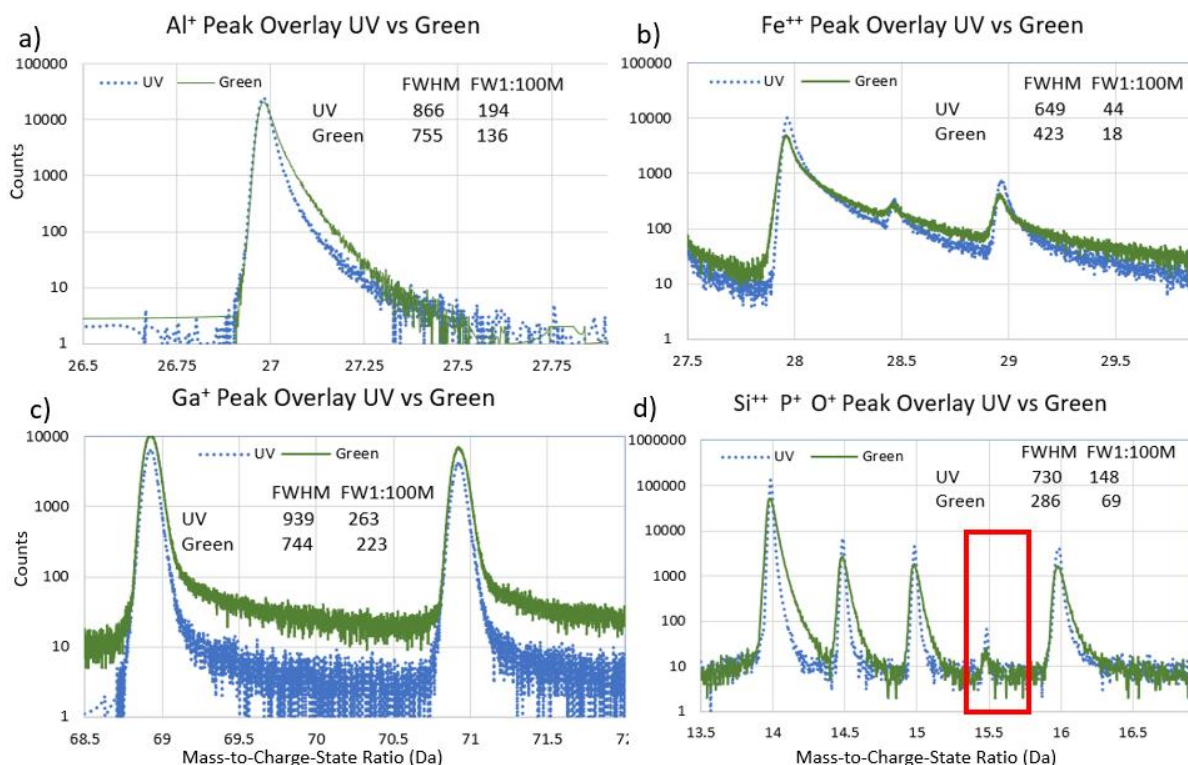 a)
Al⁺ Peak Overlay UV vs Green
UV Green
FWHM FW1:100M
UV 866 194
Green 755 136
Counts
100000
10000
1000
100
10
1
26.5 26.75 27 27.25 27.5 27.75
b)
Fe⁺⁺ Peak Overlay UV vs Green
UV Green
FWHM FW1:100M
UV 649 44
Green 423 18
100000
10000
1000
100
10
1
27.5 28 28.5 29 29.5
c)
Ga⁺ Peak Overlay UV vs Green
UV Green
FWHM FW1:100M
UV 939 263
Green 744 223
Counts
10000
1000
100
10
1
68.5 69 69.5 70 70.5 71 71.5
Mass-to-Charge-State Ratio (Da)
d)
Si⁺⁺ P⁺ O⁺ Peak Overlay UV vs Green
UV Green
FWHM FW1:100M
UV 730 148
Green 286 69
1000000
100000
10000
1000
100
10
1
13.5 14 14.5 15 15.5 16 16.5
Mass-to-Charge-State Ratio (Da)